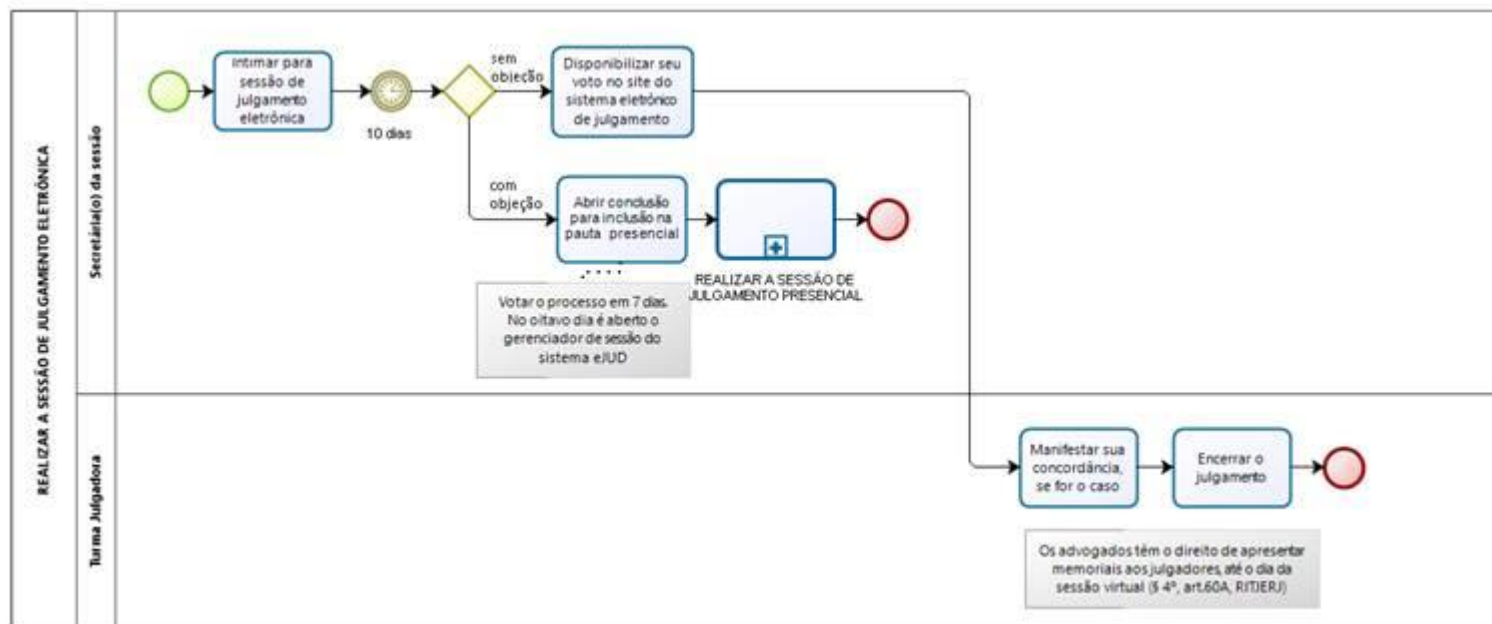 REALIZAR A SESSÃO DE JULGAMENTO ELETRÔNICA
Secretária(o) da sessão
Intimar para
sessão de
julgamento
eletrônica
10 dias
sem
objeção
Disponibilizar seu
voto no site do
sistema eletrônico
de julgamento
com
objeção
Abrir conclusão
para inclusão na
pauta presencial
REALIZAR A SESSÃO DE
JULGAMENTO PRESENCIAL
Votar o processo em 7 dias.
No oitavo dia é aberto o
gerenciador de sessão do
sistema eJUD
Turma Julgadora
Manifestar sua
concordância,
se for o caso
Encerrar o
julgamento
Os advogados têm o direito de apresentar
memoriais aos julgadores, até o dia da
sessão virtual (§ 4º, art.60A, RITJERJ)